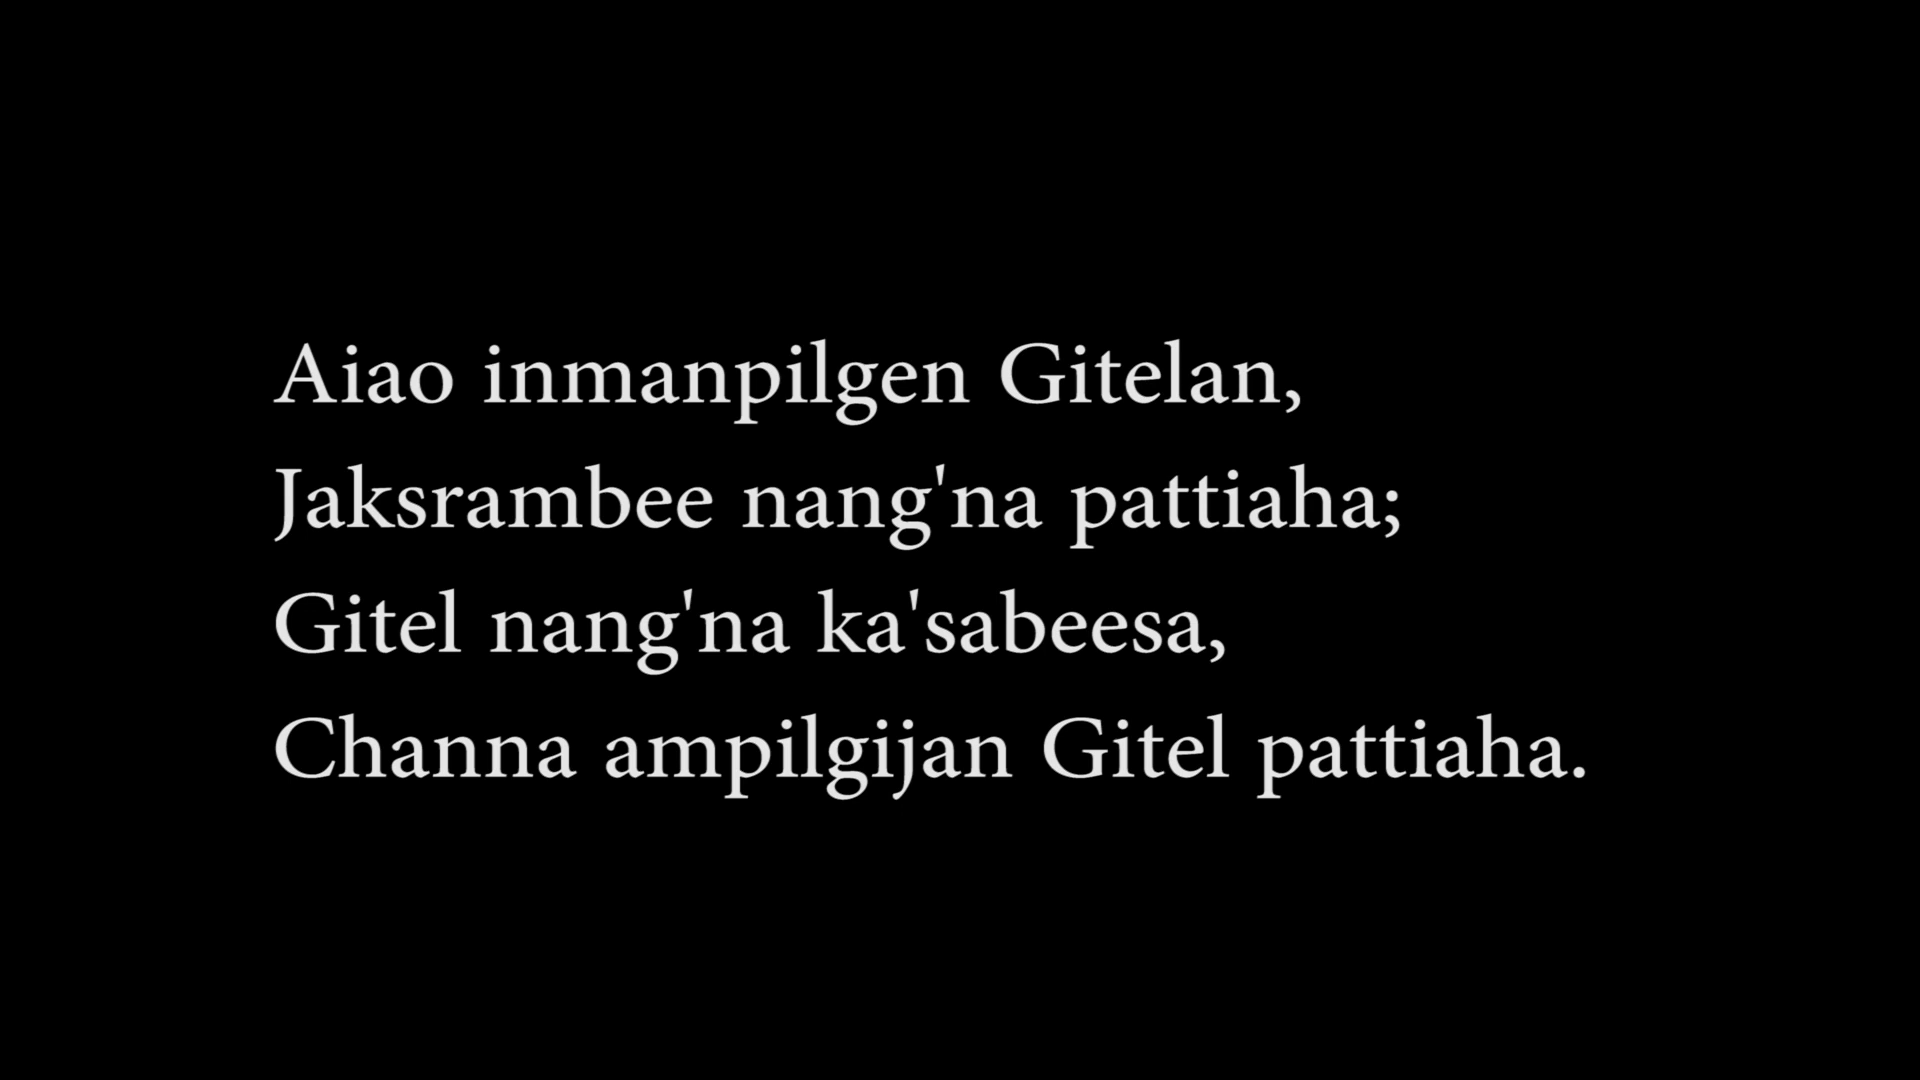 Aiao inmanpilgen Gitelan,
Jaksrambee nang'na pattiaha;
Gitel nang'na ka'sabeesa,
Channa ampilgijan Gitel pattiaha.